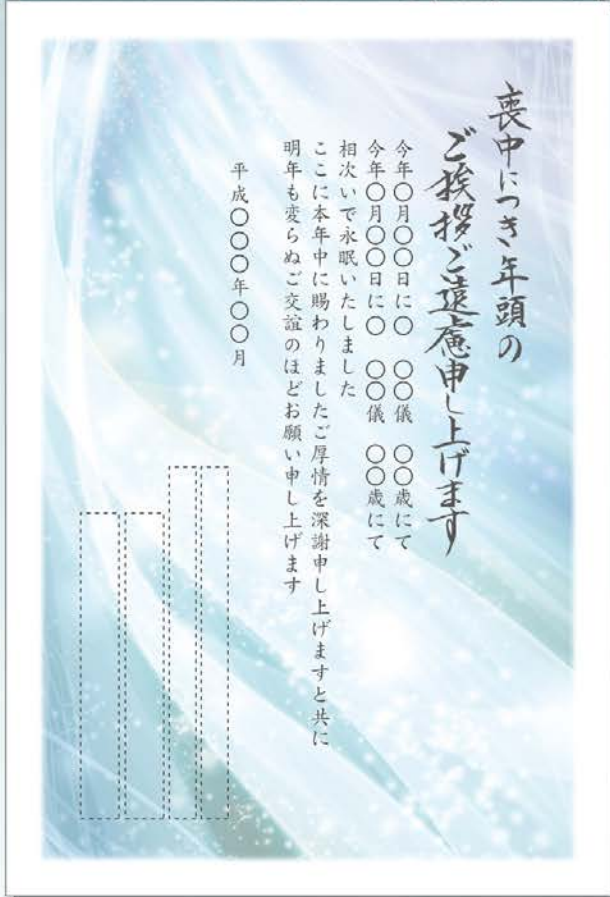 喪中につき年頭の
ご挨拶ご遠慮申し上げます
今年〇月〇〇日に〇　〇〇儀　〇〇歳にて
今年〇月〇〇日に〇　〇〇儀　〇〇歳にて
相次いで永眠いたしました
ここに本年中に賜わりましたご厚情を深謝申し上げますと共に
明年も変らぬご交誼のほどお願い申し上げます
平成〇〇〇年〇〇月